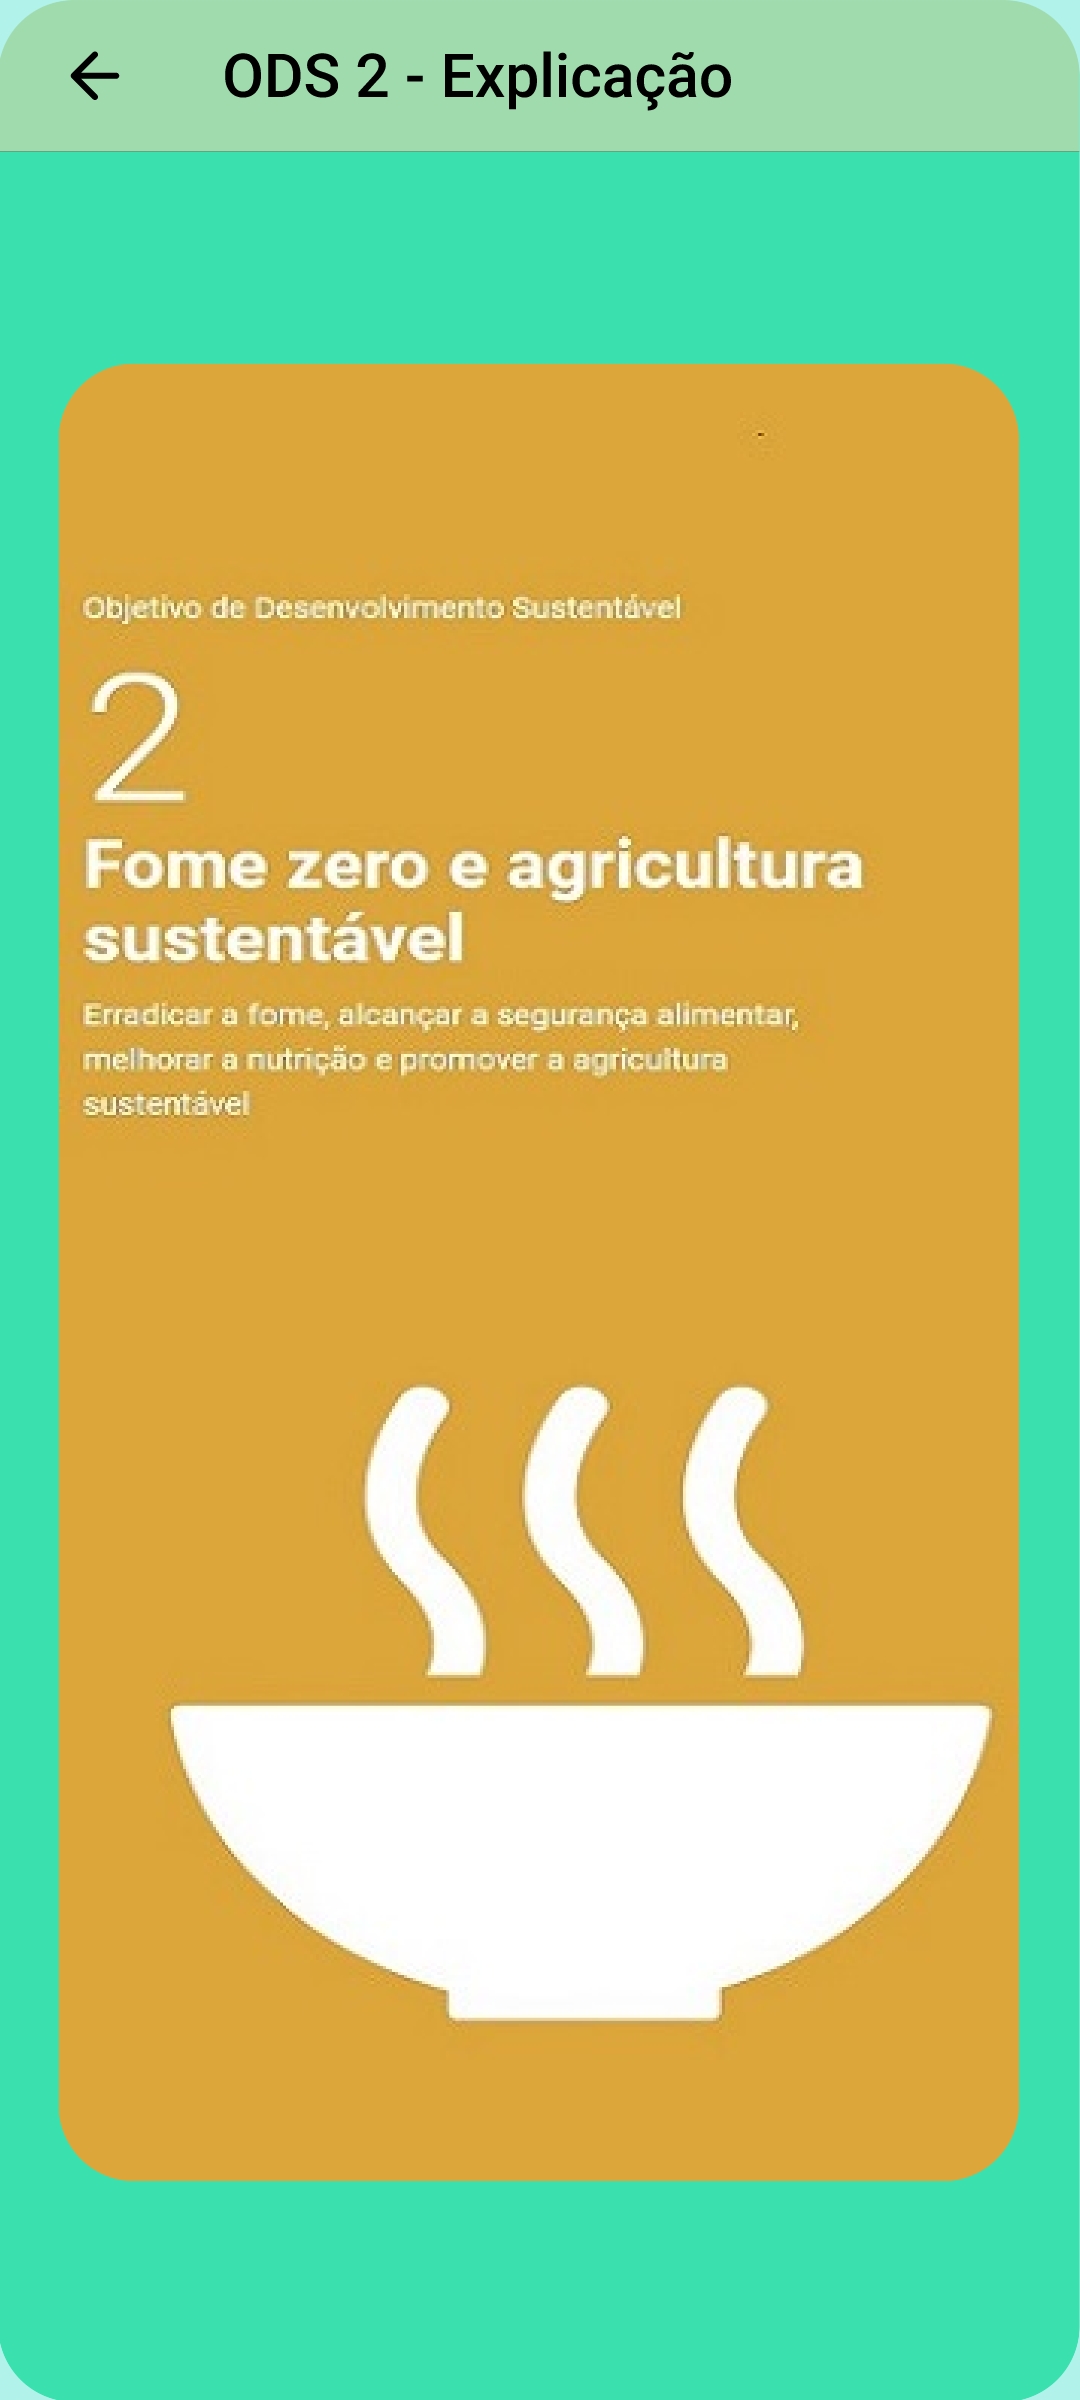 ODS 2 - Explicação
Objetivo de Desenvolvimento Sustentável
2
Fome zero e agricultura
sustentável
Erradicar a fome, alcançar a segurança alimentar,
melhorar a nutrição e promover a agricultura
sustentável